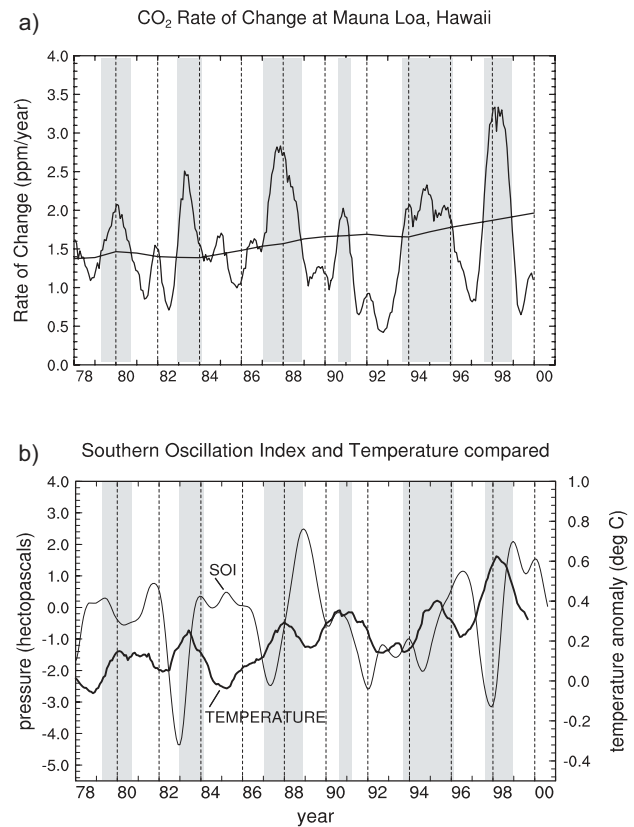 a)
CO₂ Rate of Change at Mauna Loa, Hawaii
Rate of Change (ppm/year)
4.0
3.5
3.0
2.5
2.0
1.5
1.0
0.5
0.0
78 80 82 84 86 88 90 92 94 96 98 00
b)
Southern Oscillation Index and Temperature compared
pressure (hectopascals)
4.0
3.0
2.0
1.0
0.0
-1.0
-2.0
-3.0
-4.0
-5.0
SOI
TEMPERATURE
1.0
0.8
0.6
0.4
0.2
0.0
-0.2
-0.4
temperature anomaly (deg C)
78 80 82 84 86 88 90 92 94 96 98 00
year